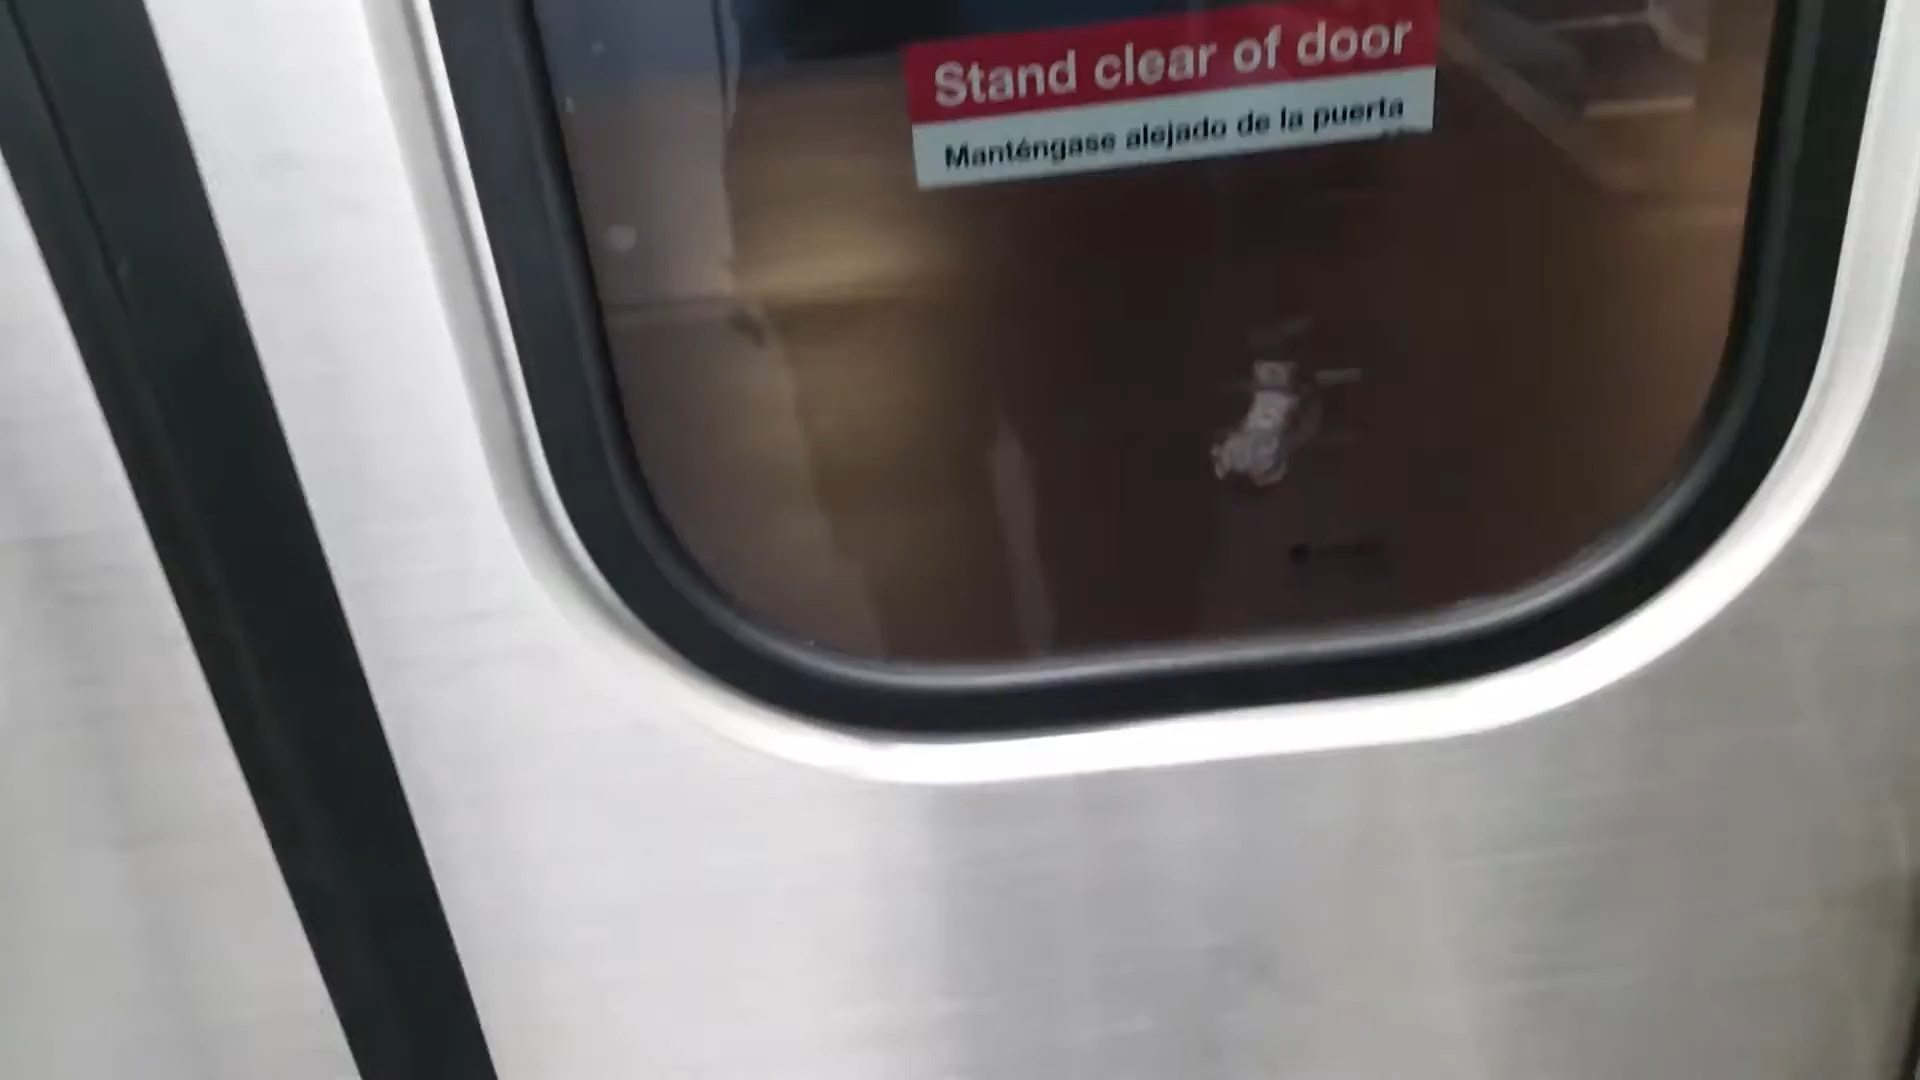 Stand clear of door
Manténgase alejado de la puerta